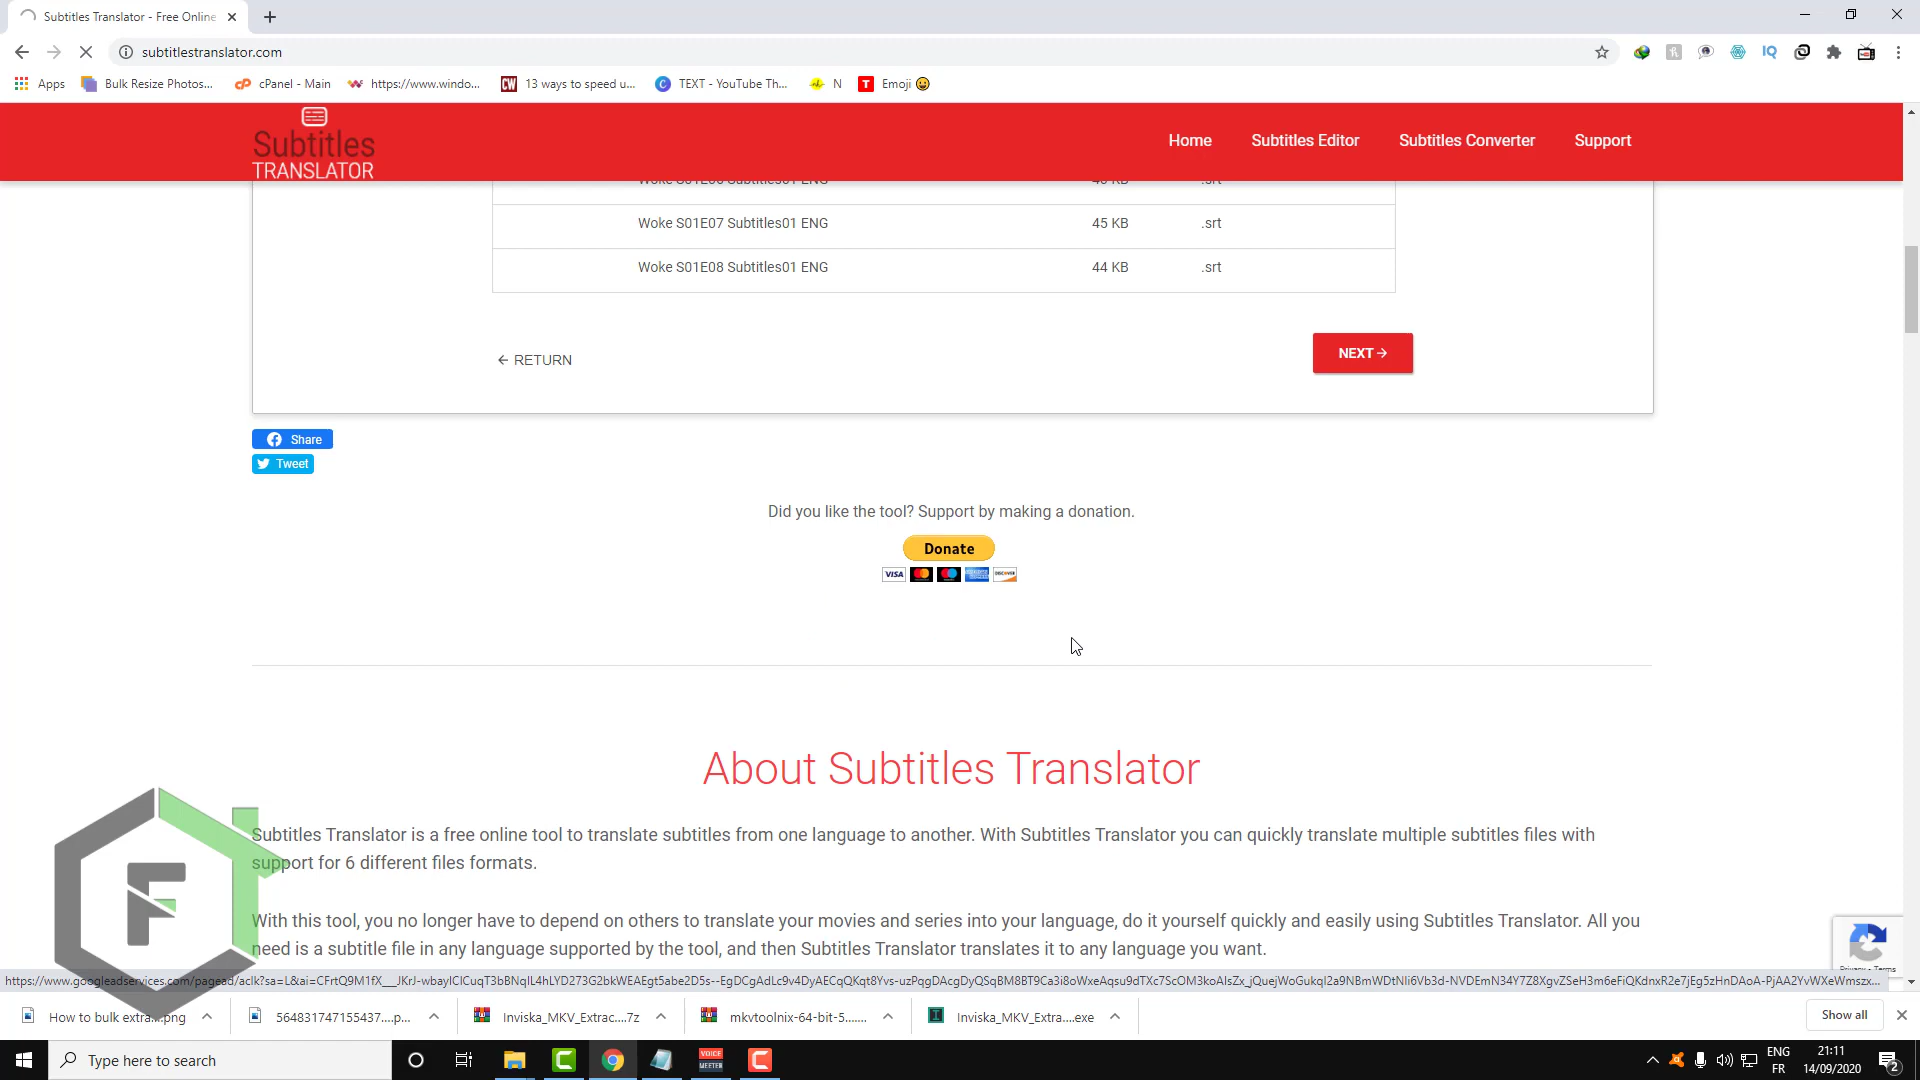 Subtitles Translator - Free Online
subtitlestranslator.com
Apps
Bulk Resize Photos...
cPanel - Main
https://www.windo...
13 ways to speed u...
TEXT - YouTube Th...
N
Emoji
Subtitles
TRANSLATOR
Home
Subtitles Editor
Subtitles Converter
Support
Woke S01E07 Subtitles01 ENG 45 KB .srt
Woke S01E08 Subtitles01 ENG 44 KB .srt
RETURN
NEXT
Share
Tweet
Did you like the tool? Support by making a donation.
Donate
VISA
About Subtitles Translator
Subtitles Translator is a free online tool to translate subtitles from one language to another. With Subtitles Translator you can quickly translate multiple subtitles files with
support for 6 different files formats.
With this tool, you no longer have to depend on others to translate your movies and series into your language, do it yourself quickly and easily using Subtitles Translator. All you
need is a subtitle file in any language supported by the tool, and then Subtitles Translator translates it to any language you want.
F
How to bulk extra....png
564831747155437....p...
Inviska_MKV_Extrac....7z
mkvtoolnix-64-bit-5.......
Inviska_MKV_Extra....exe
Show all
Type here to search
VOICE
MEETER
ENG
FR
21:11
14/09/2020
2